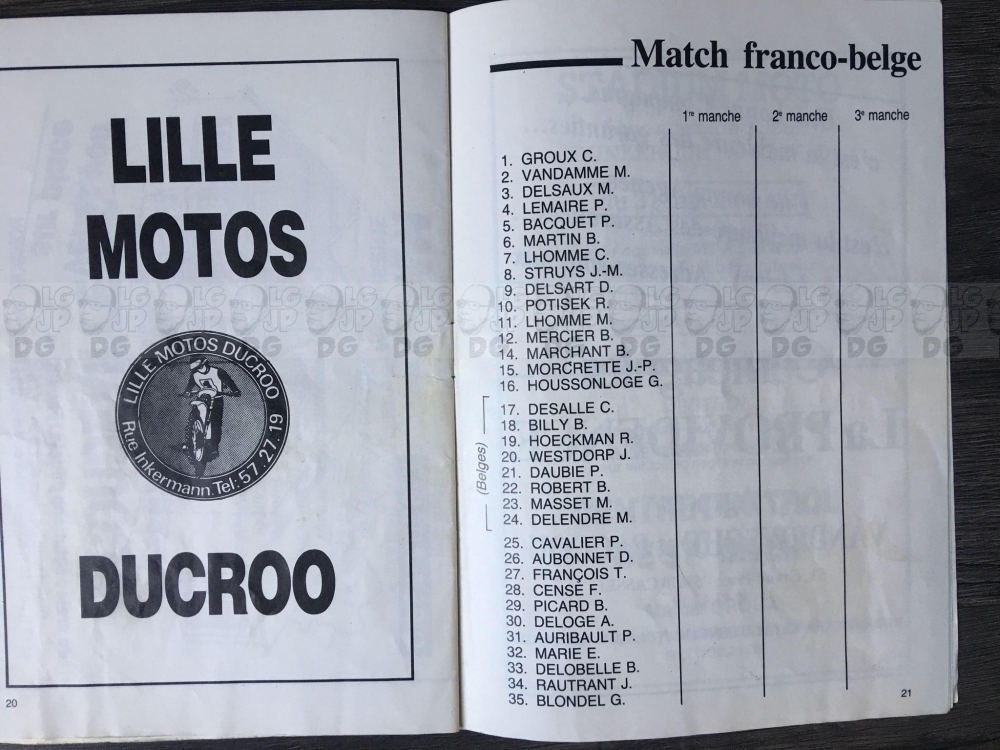 LILLE
MOTOS
LILLE MOTOS DUCROO
Rue Inkermann.Tel: 57.27.19
DUCROO
20
Match franco-belge
1re manche 2e manche 3e manche
1. GROUX C.
2. VANDAMME M.
3. DELSAUX M.
4. LEMAIRE P.
5. BACQUET P.
6. MARTIN B.
7. LHOMME C.
8. STRUYS J.-M.
9. DELSART D.
10. POTISEK R.
11. LHOMME M.
12. MERCIER B.
14. MARCHANT B.
15. MORCRETTE J.-P.
16. HOUSSONLOGE G.
(Belges)
17. DESALLE C.
18. BILLY B.
19. HOECKMAN R.
20. WESTDORP J.
21. DAUBIE P.
22. ROBERT B.
23. MASSET M.
24. DELENDRE M.
25. CAVALIER P.
26. AUBONNET D.
27. FRANÇOIS T.
28. CENSÉ F.
29. PICARD B.
30. DELOGE A.
31. AURIBAULT P.
32. MARIE E.
33. DELOBELLE B.
34. RAUTRANT J.
35. BLONDEL G.
21
LG JP DG